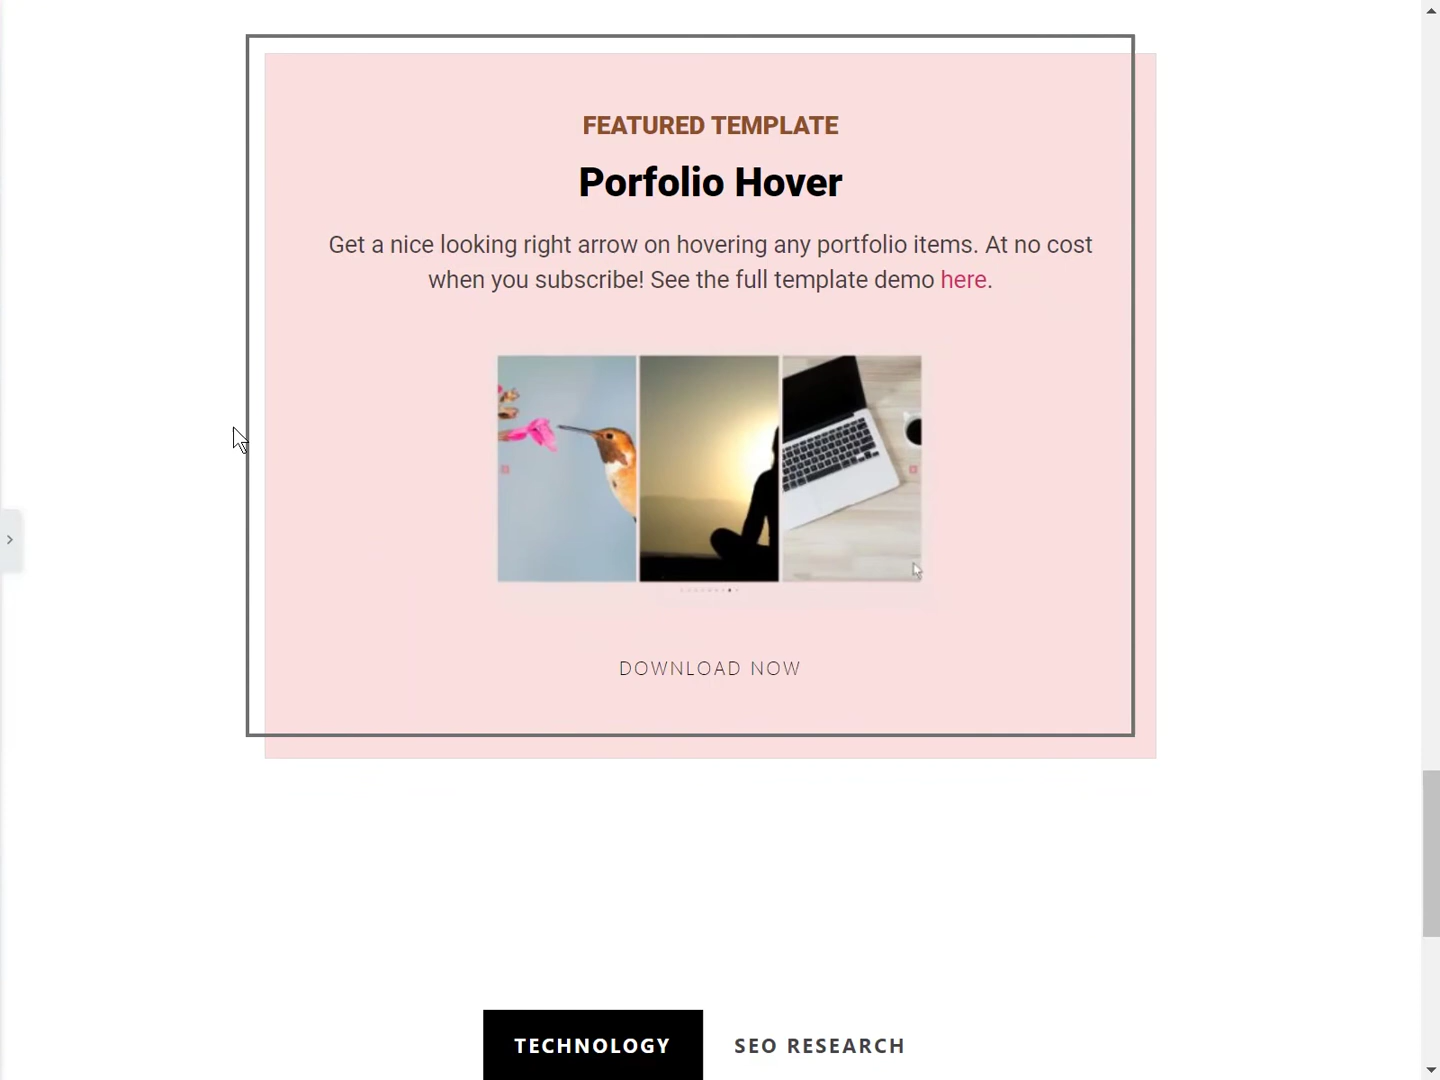 FEATURED TEMPLATE
Porfolio Hover
Get a nice looking right arrow on hovering any portfolio items. At no cost
when you subscribe! See the full template demo here.
DOWNLOAD NOW
TECHNOLOGY
SEO RESEARCH